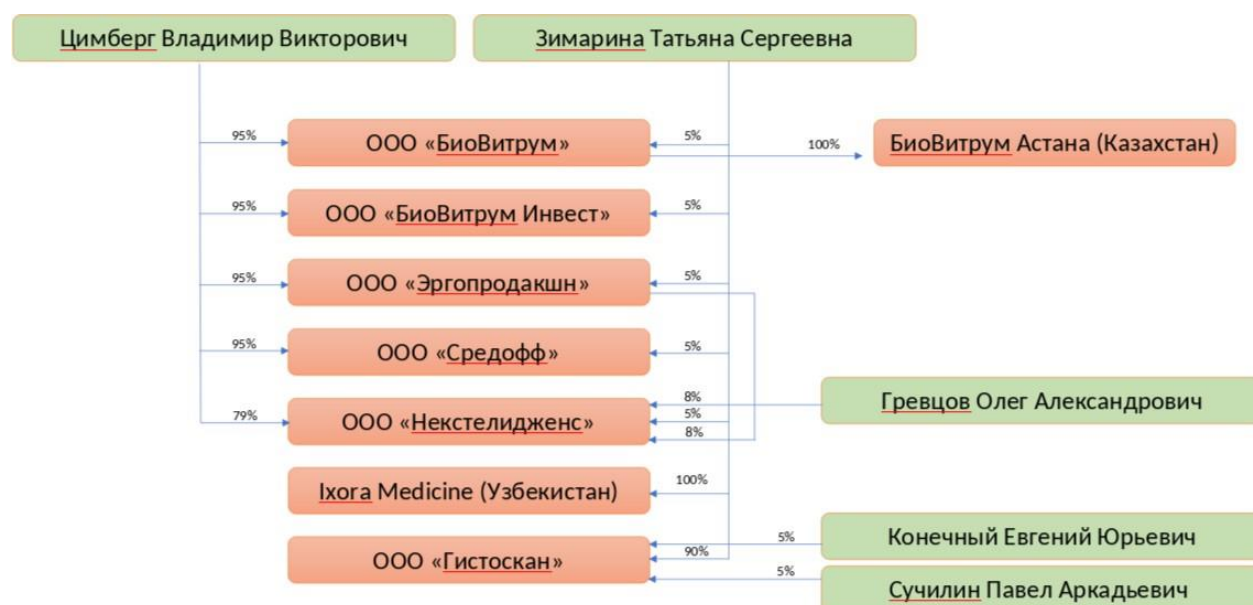 Цимберг Владимир Викторович
Зимарина Татьяна Сергеевна
95%
ООО «БиоВитрум»
5%
100%
БиоВитрум Астана (Казахстан)
95%
ООО «БиоВитрум Инвест»
5%
95%
ООО «Эргопродакшн»
5%
95%
ООО «Средофф»
5%
79%
ООО «Некстелидженс»
8%
5%
8%
Гревцов Олег Александрович
Ixora Medicine (Узбекистан)
100%
ООО «Гистоскан»
90%
5%
Конечный Евгений Юрьевич
5%
Сучилин Павел Аркадьевич